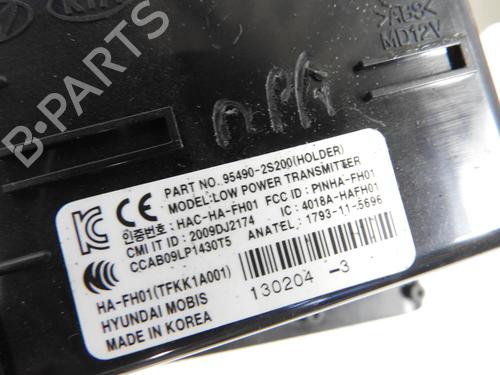 KIA
>ABS<
MD12V
PART NO.95490-2S200(HOLDER)
MODEL:LOW POWER TRANSMITTER
인증번호: HAC-HA-FH01 FCC ID: PINHA-FH01
CMI IT ID : 2009DJ2174 IC : 4018A-HAFH01
CCAB09LP1430T5 ANATEL: 1793-11-5696
HA-FH01(TFKK1A001)
HYUNDAI MOBIS
MADE IN KOREA
130204 -3
B-PARTS